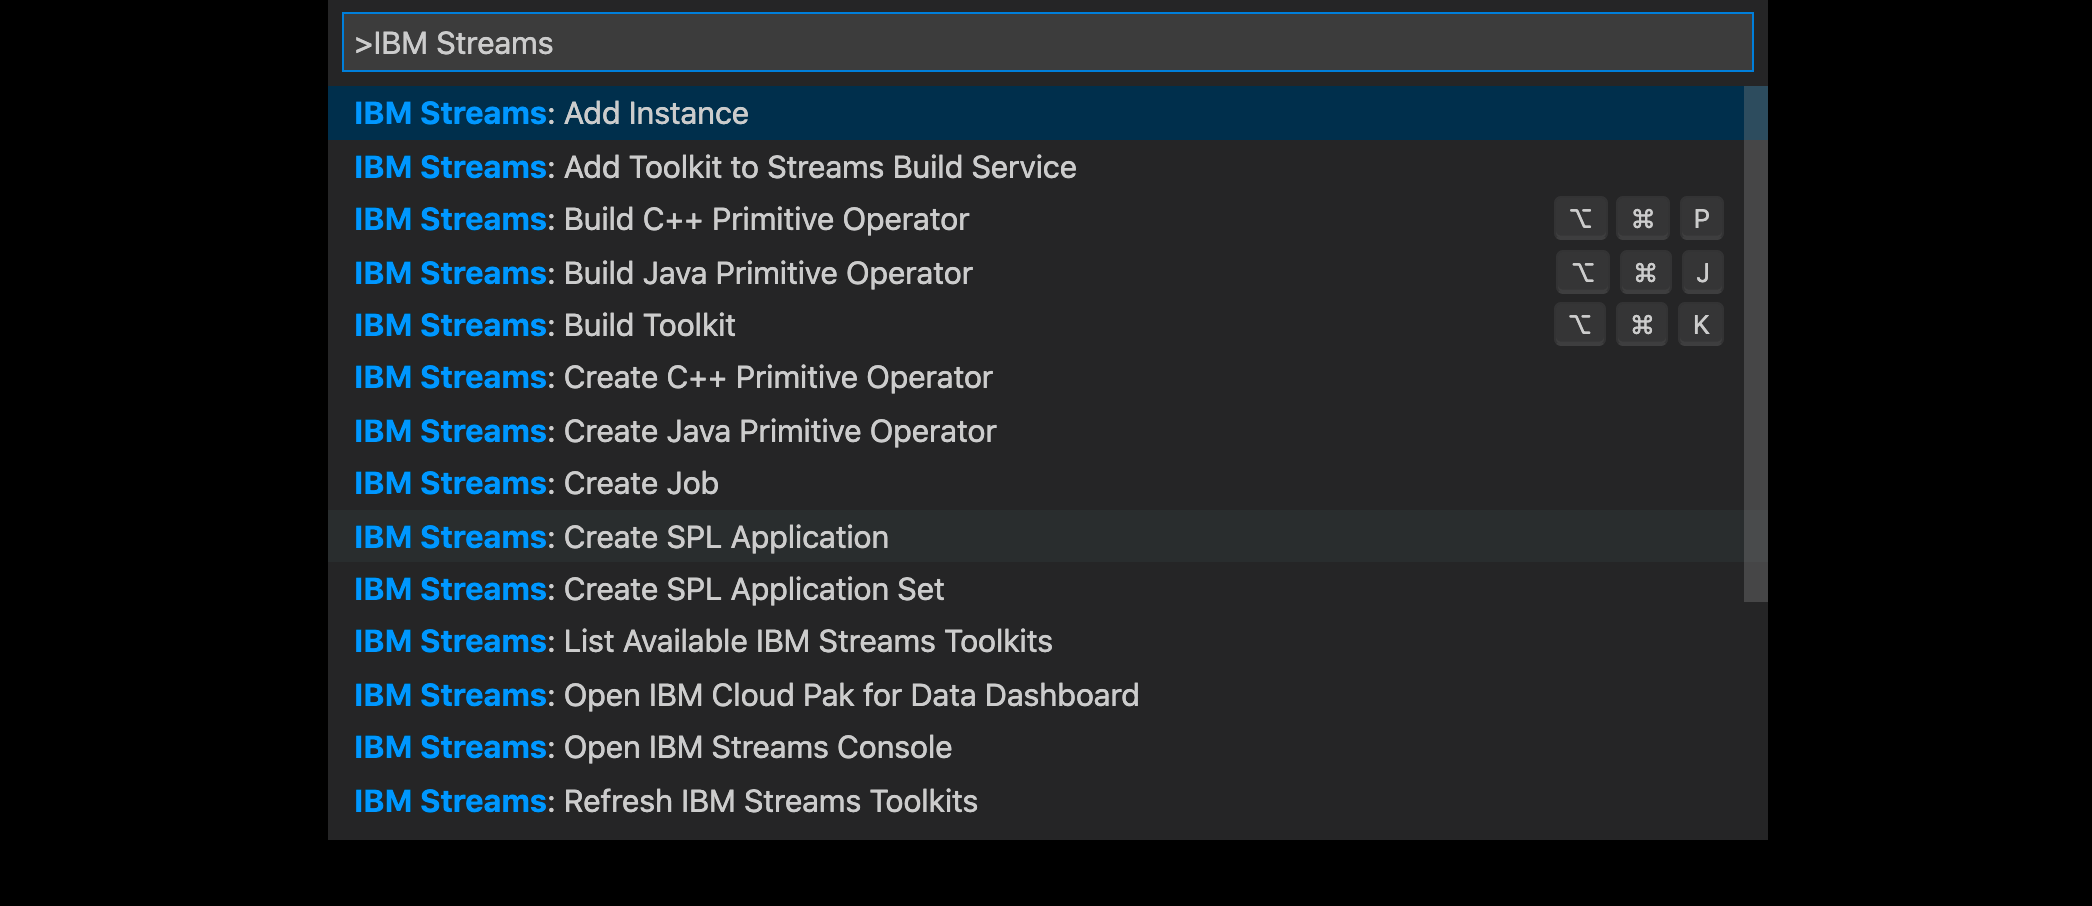 >IBM Streams
IBM Streams: Add Instance
IBM Streams: Add Toolkit to Streams Build Service
IBM Streams: Build C++ Primitive Operator ⌥ ⌘ P
IBM Streams: Build Java Primitive Operator ⌥ ⌘ J
IBM Streams: Build Toolkit ⌥ ⌘ K
IBM Streams: Create C++ Primitive Operator
IBM Streams: Create Java Primitive Operator
IBM Streams: Create Job
IBM Streams: Create SPL Application
IBM Streams: Create SPL Application Set
IBM Streams: List Available IBM Streams Toolkits
IBM Streams: Open IBM Cloud Pak for Data Dashboard
IBM Streams: Open IBM Streams Console
IBM Streams: Refresh IBM Streams Toolkits